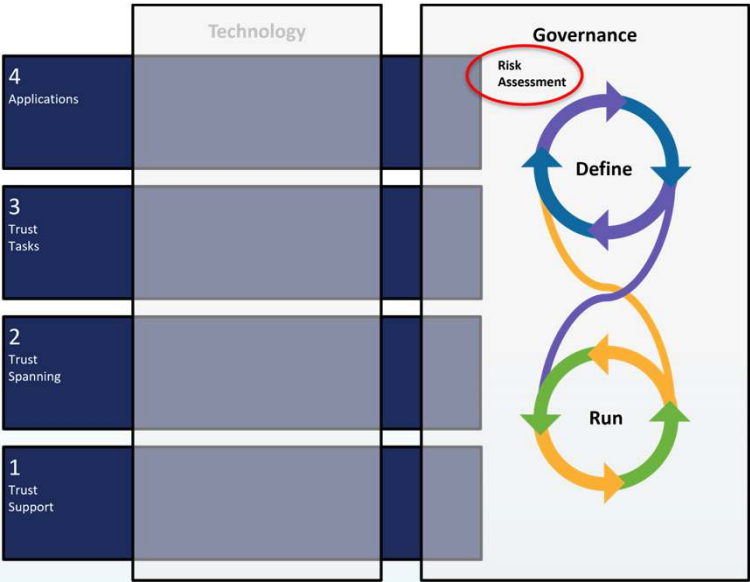 Technology
Governance
4
Applications
Risk
Assessment
Define
3
Trust
Tasks
2
Trust
Spanning
Run
1
Trust
Support